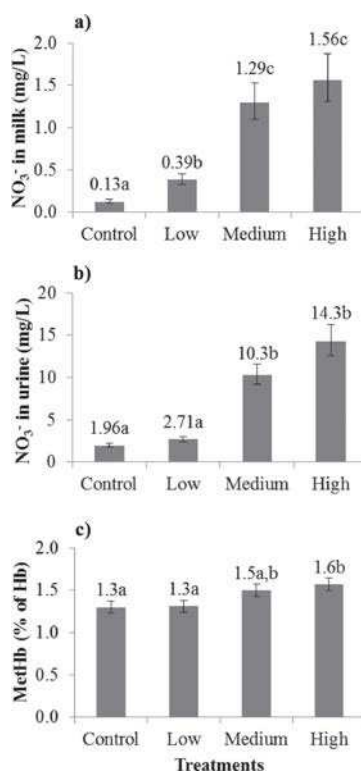 a)
NO₃⁻ in milk (mg/L)
2.0
1.5
1.0
0.5
0.0
0.13a
0.39b
1.29c
1.56c
Control Low Medium High
b)
NO₃⁻ in urine (mg/L)
20
15
10
5
0
1.96a
2.71a
10.3b
14.3b
Control Low Medium High
c)
MetHb (% of Hb)
2.0
1.5
1.0
0.5
0.0
1.3a
1.3a
1.5a,b
1.6b
Control Low Medium High
Treatments